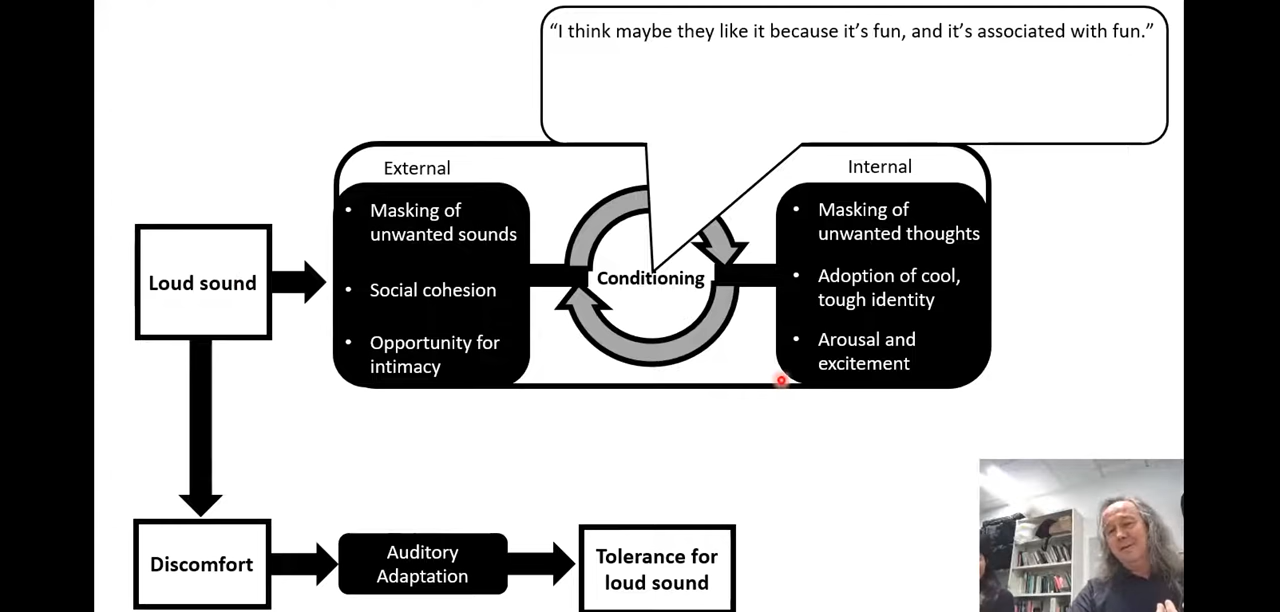 “I think maybe they like it because it’s fun, and it’s associated with fun.”
External
• Masking of
unwanted sounds
• Social cohesion
• Opportunity for
intimacy
Conditioning
Internal
• Masking of
unwanted thoughts
• Adoption of cool,
tough identity
• Arousal and
excitement
Loud sound
Discomfort
Auditory
Adaptation
Tolerance for
loud sound